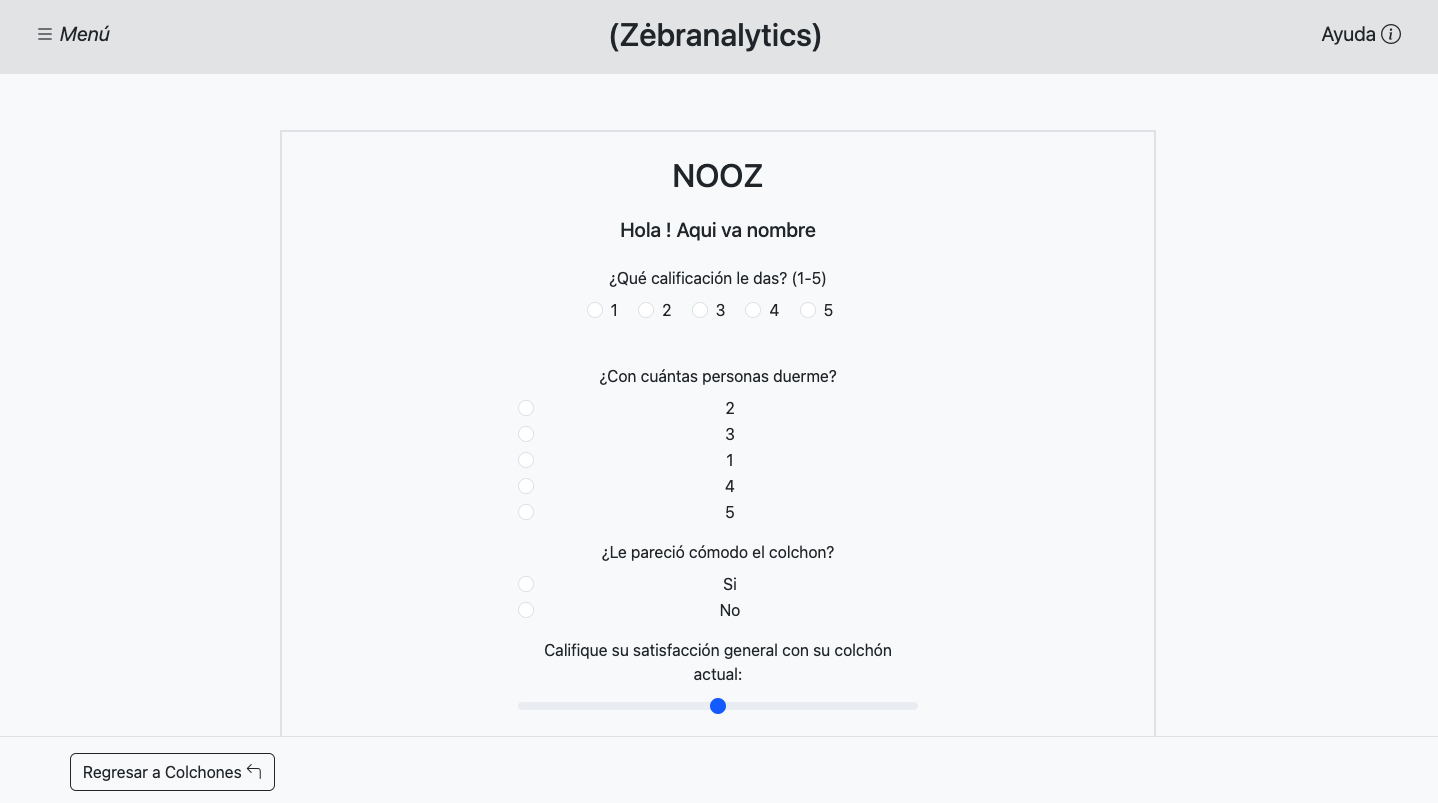 Menú
(Zėbranalytics)
Ayuda
NOOZ
Hola ! Aqui va nombre
¿Qué calificación le das? (1-5)
1 2 3 4 5
¿Con cuántas personas duerme?
2
3
1
4
5
¿Le pareció cómodo el colchon?
Si
No
Califique su satisfacción general con su colchón
actual:
Regresar a Colchones